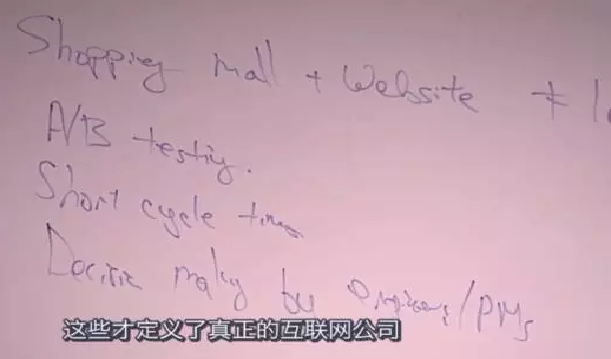 Shopping mall + Website ≠
A/B testing.
Short cycle times
Decision making by engineers/PMs
这些才定义了真正的互联网公司